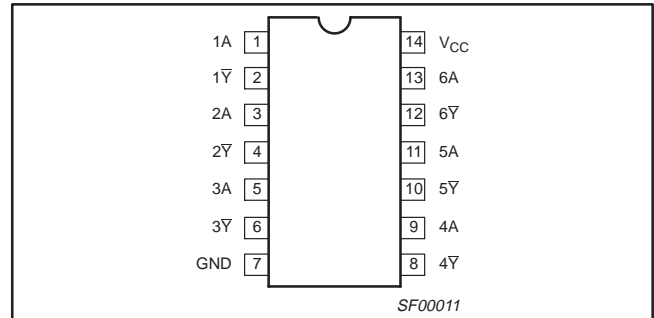 1A 1 14 V_CC
1Y̅ 2 13 6A
2A 3 12 6Y̅
2Y̅ 4 11 5A
3A 5 10 5Y̅
3Y̅ 6 9 4A
GND 7 8 4Y̅
SF00011